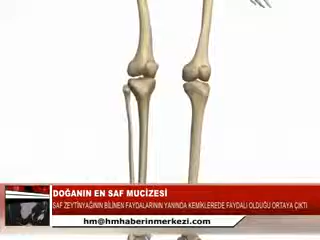 DOĞANIN EN SAF MUCİZESİ
SAF ZEYTİNYAĞININ BİLİNEN FAYDALARININ YANINDA KEMİKLEREDE FAYDALI OLDUĞU ORTAYA ÇIKTI
hm@hmhaberinmerkezi.com